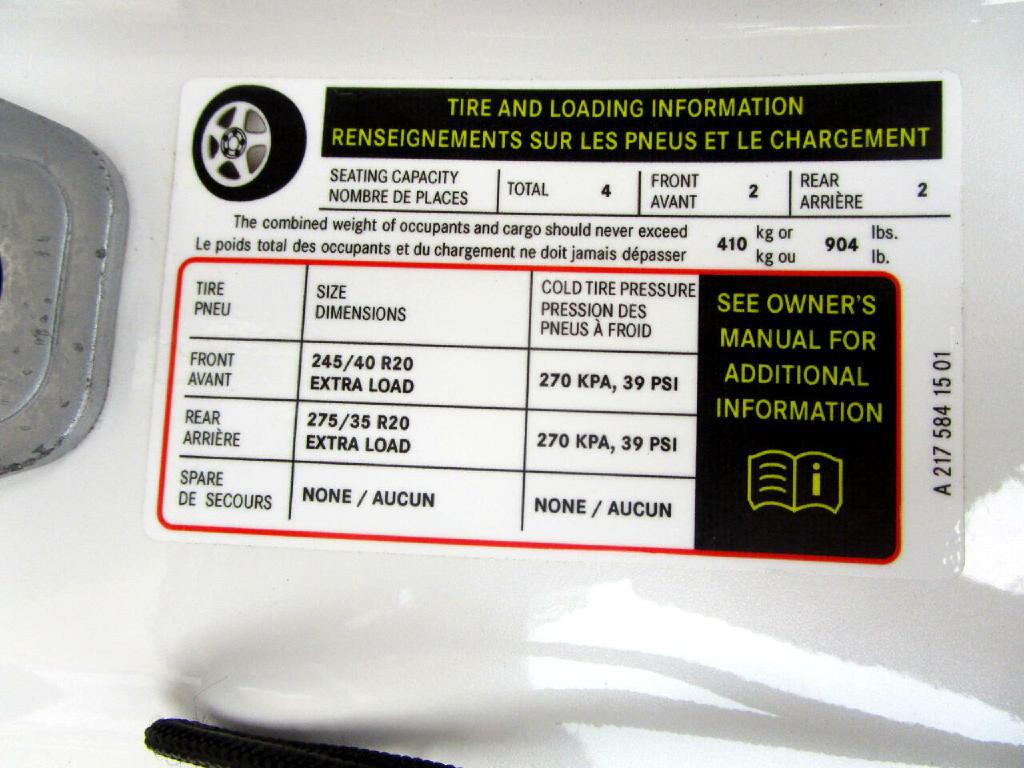 TIRE AND LOADING INFORMATION
RENSEIGNEMENTS SUR LES PNEUS ET LE CHARGEMENT
SEATING CAPACITY
NOMBRE DE PLACES
TOTAL 4
FRONT
AVANT
2
REAR
ARRIÈRE
2
The combined weight of occupants and cargo should never exceed
Le poids total des occupants et du chargement ne doit jamais dépasser
410 kg or
kg ou
904 lbs.
lb.
TIRE
PNEU
SIZE
DIMENSIONS
COLD TIRE PRESSURE
PRESSION DES
PNEUS À FROID
FRONT
AVANT
245/40 R20
EXTRA LOAD
270 KPA, 39 PSI
REAR
ARRIÈRE
275/35 R20
EXTRA LOAD
270 KPA, 39 PSI
SPARE
DE SECOURS
NONE / AUCUN
NONE / AUCUN
SEE OWNER'S
MANUAL FOR
ADDITIONAL
INFORMATION
i
A 217 584 15 01